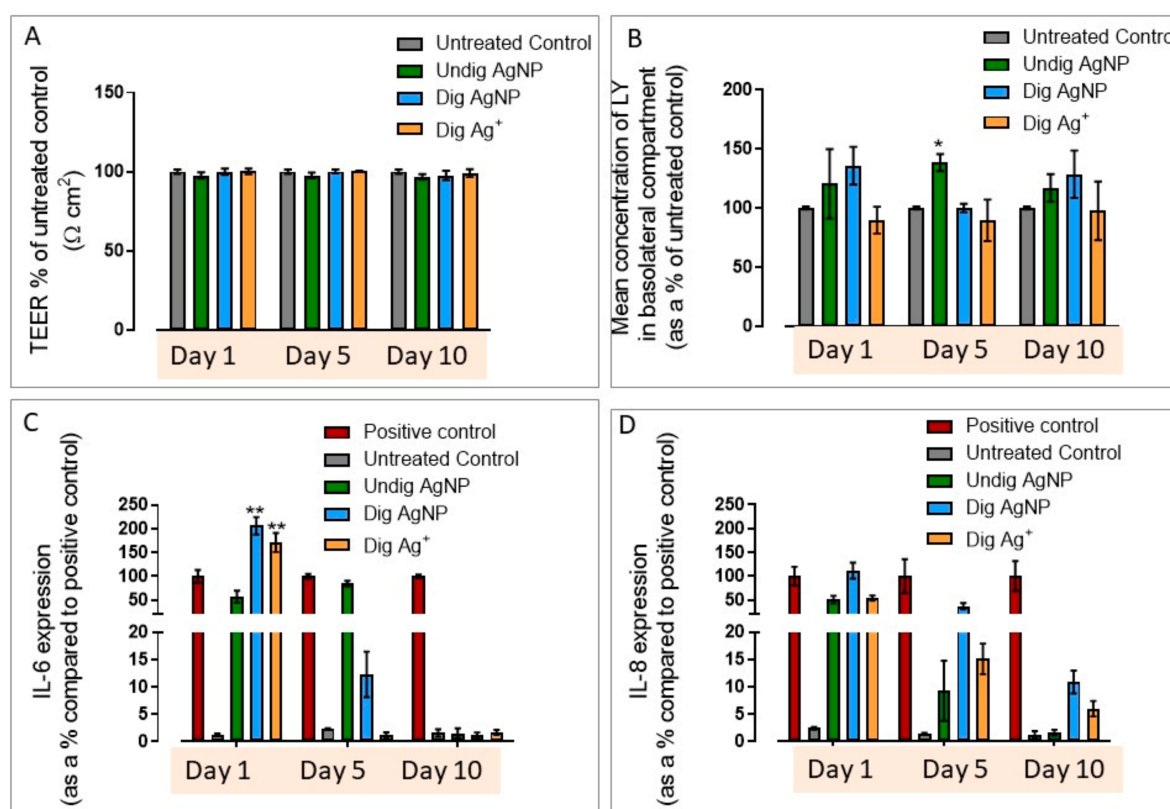 A
Untreated Control
Undig AgNP
Dig AgNP
Dig Ag⁺
TEER % of untreated control
(Ω cm²)
150
100
50
0
Day 1
Day 5
Day 10
B
Untreated Contro
Undig AgNP
Dig AgNP
Dig Ag⁺
Mean concentration of LY
in basolateral compartment
(as a % of untreated control)
200
150
100
50
0
*
Day 1
Day 5
Day 10
C
Positive control
Untreated Control
Undig AgNP
Dig AgNP
Dig Ag⁺
IL-6 expression
(as a % compared to positive control)
250
200
150
100
50
20
15
10
5
0
**
**
Day 1
Day 5
Day 10
D
Positive control
Untreated Control
Undig AgNP
Dig AgNP
Dig Ag⁺
IL-8 expression
(as a % compared to positive control)
250
200
150
100
50
20
15
10
5
0
Day 1
Day 5
Day 10